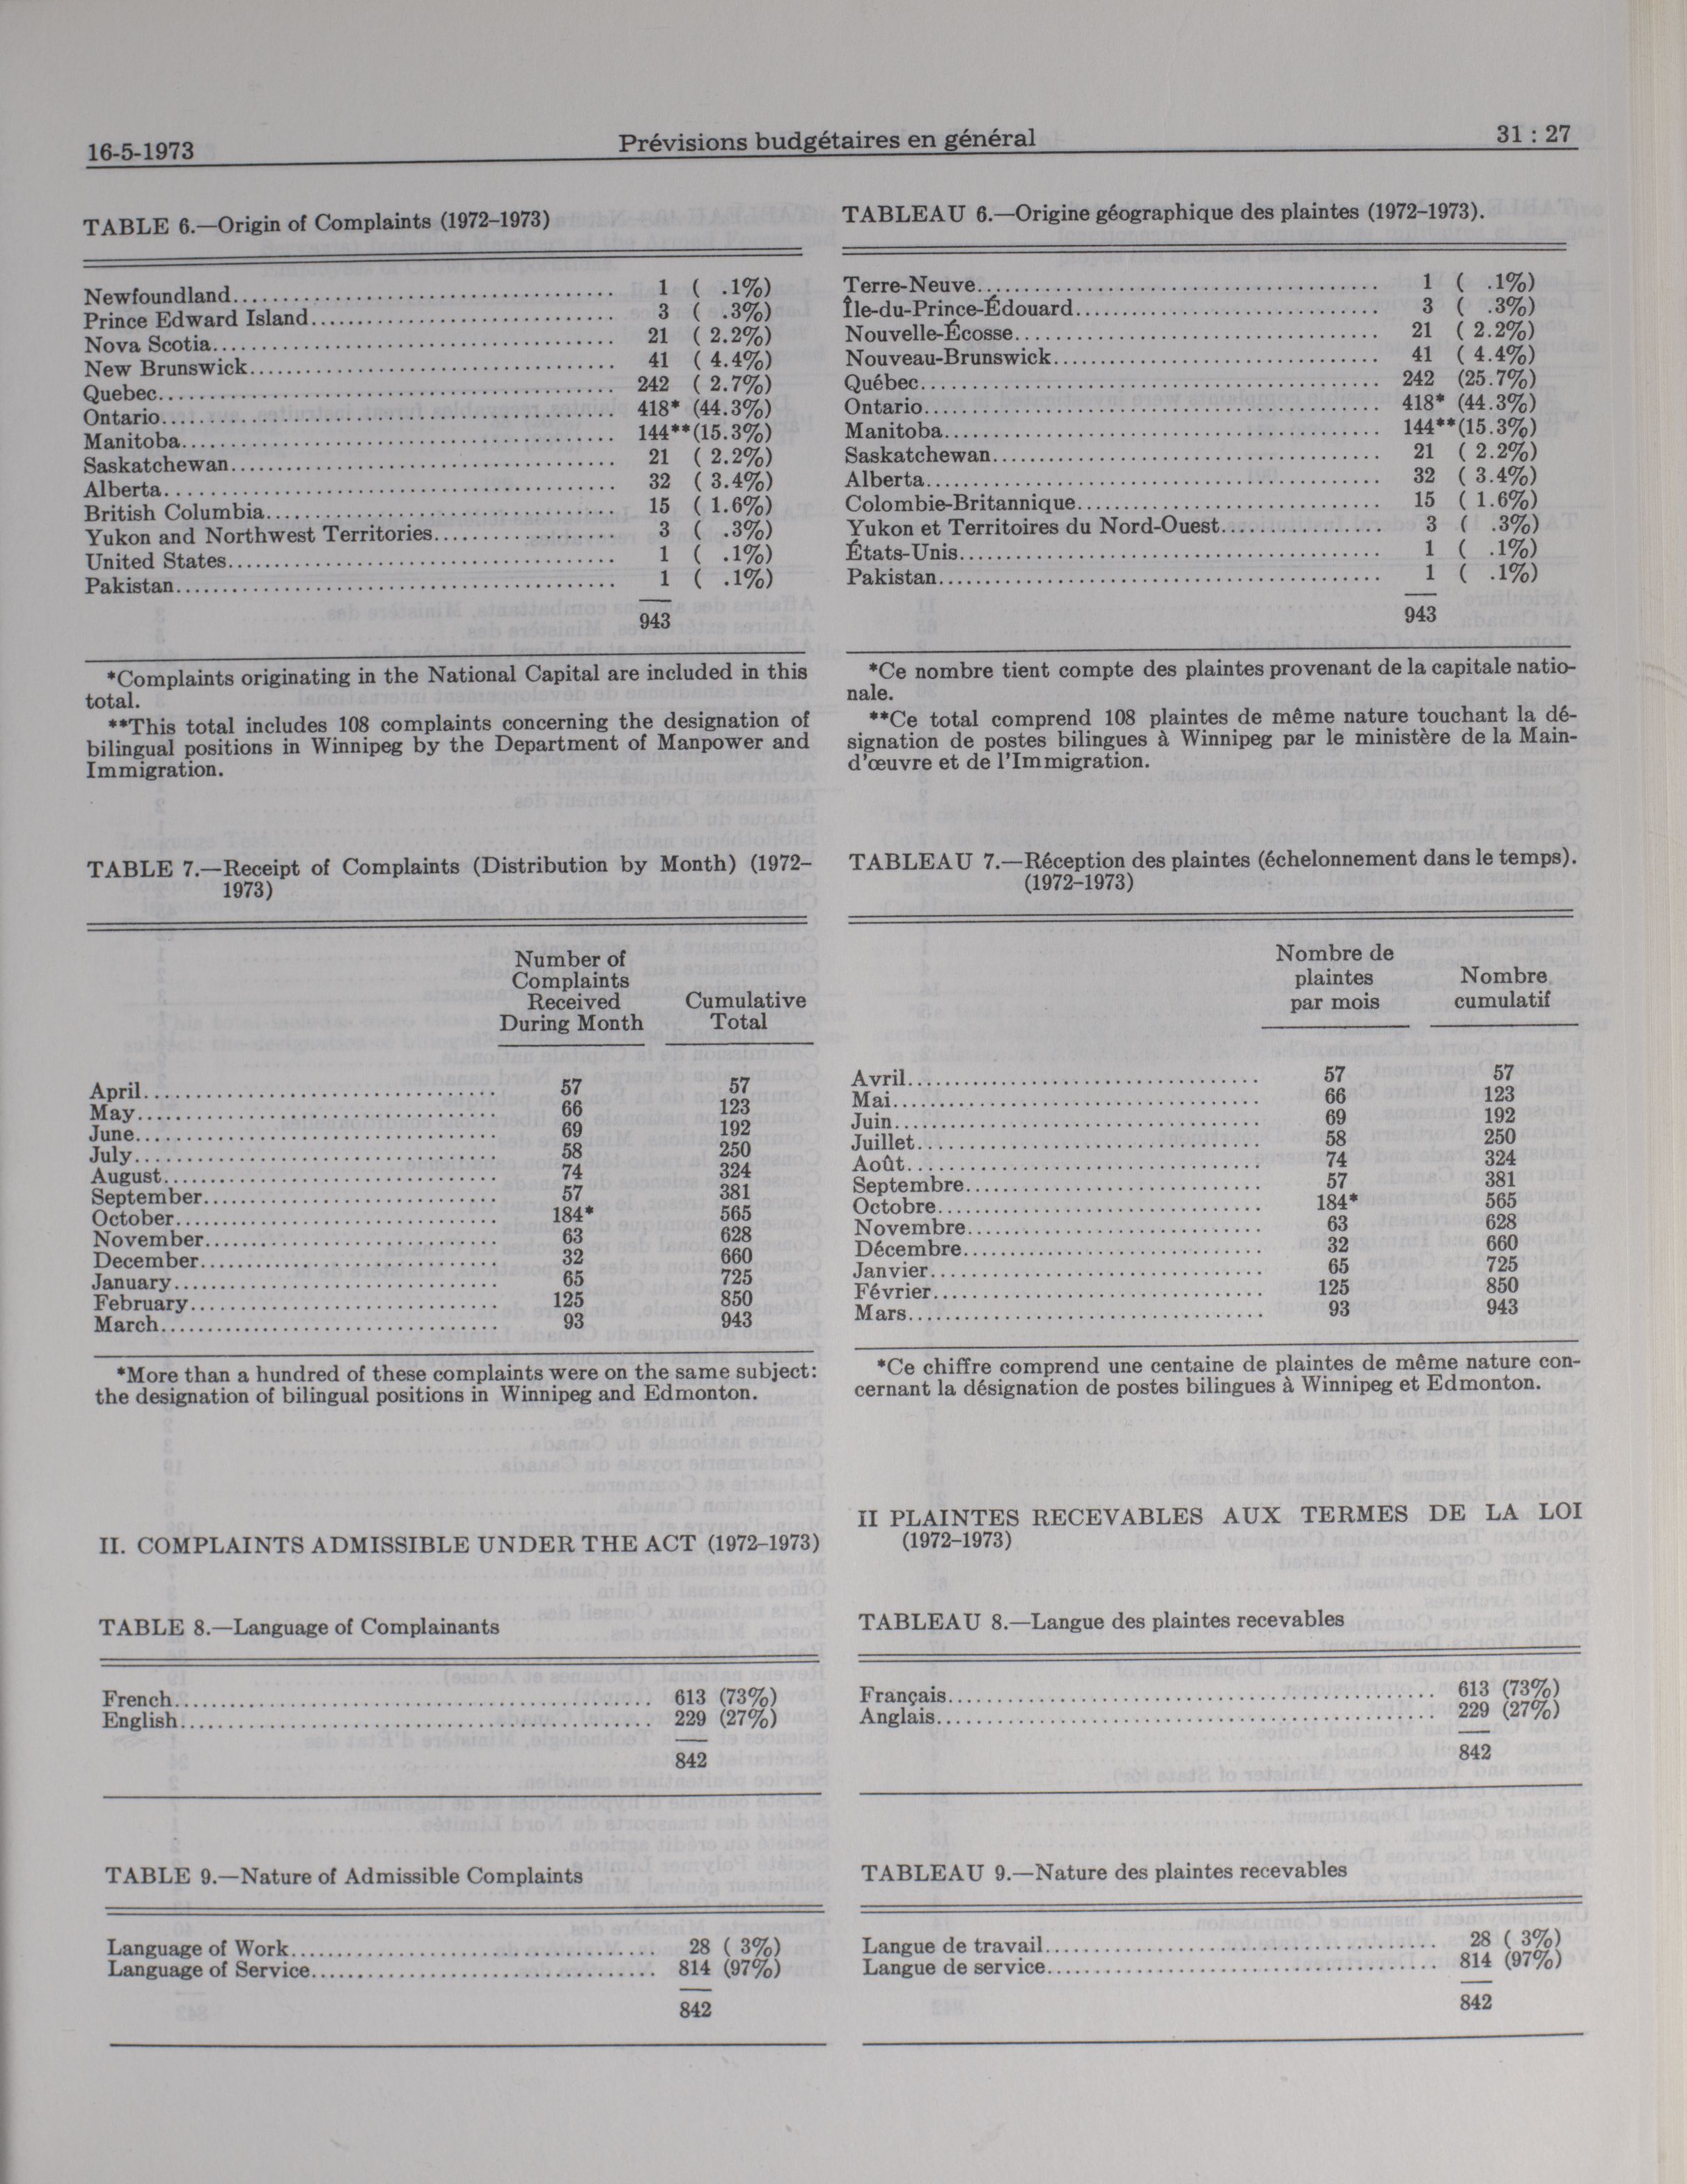 16-5-1973 Prévisions budgétaires en général 31 : 27
TABLE 6.—Origin of Complaints (1972–1973)
Newfoundland 1 ( .1%)
Prince Edward Island 3 ( .3%)
Nova Scotia 21 ( 2.2%)
New Brunswick 41 ( 4.4%)
Quebec 242 ( 2.7%)
Ontario 418* (44.3%)
Manitoba 144**(15.3%)
Saskatchewan 21 ( 2.2%)
Alberta 32 ( 3.4%)
British Columbia 15 ( 1.6%)
Yukon and Northwest Territories 3 ( .3%)
United States 1 ( .1%)
Pakistan 1 ( .1%)
943
*Complaints originating in the National Capital are included in this
total.
**This total includes 108 complaints concerning the designation of
bilingual positions in Winnipeg by the Department of Manpower and
Immigration.
TABLE 7.—Receipt of Complaints (Distribution by Month) (1972–
1973)
Number of
Complaints
Received Cumulative
During Month Total
April 57 57
May 66 123
June 69 192
July 58 250
August 74 324
September 57 381
October 184* 565
November 63 628
December 32 660
January 65 725
February 125 850
March 93 943
*More than a hundred of these complaints were on the same subject:
the designation of bilingual positions in Winnipeg and Edmonton.
II. COMPLAINTS ADMISSIBLE UNDER THE ACT (1972–1973)
TABLE 8.—Language of Complainants
French 613 (73%)
English 229 (27%)
842
TABLE 9.—Nature of Admissible Complaints
Language of Work 28 ( 3%)
Language of Service 814 (97%)
842
TABLEAU 6.—Origine géographique des plaintes (1972–1973).
Terre-Neuve 1 ( .1%)
Île-du-Prince-Édouard 3 ( .3%)
Nouvelle-Écosse 21 ( 2.2%)
Nouveau-Brunswick 41 ( 4.4%)
Québec 242 (25.7%)
Ontario 418* (44.3%)
Manitoba 144**(15.3%)
Saskatchewan 21 ( 2.2%)
Alberta 32 ( 3.4%)
Colombie-Britannique 15 ( 1.6%)
Yukon et Territoires du Nord-Ouest 3 ( .3%)
États-Unis 1 ( .1%)
Pakistan 1 ( .1%)
943
*Ce nombre tient compte des plaintes provenant de la capitale natio-
nale.
**Ce total comprend 108 plaintes de même nature touchant la dé-
signation de postes bilingues à Winnipeg par le ministère de la Main-
d'œuvre et de l'Immigration.
TABLEAU 7.—Réception des plaintes (échelonnement dans le temps).
(1972–1973)
Nombre de
plaintes Nombre
par mois cumulatif
Avril 57 57
Mai 66 123
Juin 69 192
Juillet 58 250
Août 74 324
Septembre 57 381
Octobre 184* 565
Novembre 63 628
Décembre 32 660
Janvier 65 725
Février 125 850
Mars 93 943
*Ce chiffre comprend une centaine de plaintes de même nature con-
cernant la désignation de postes bilingues à Winnipeg et Edmonton.
II PLAINTES RECEVABLES AUX TERMES DE LA LOI
(1972–1973)
TABLEAU 8.—Langue des plaintes recevables
Français 613 (73%)
Anglais 229 (27%)
842
TABLEAU 9.—Nature des plaintes recevables
Langue de travail 28 ( 3%)
Langue de service 814 (97%)
842